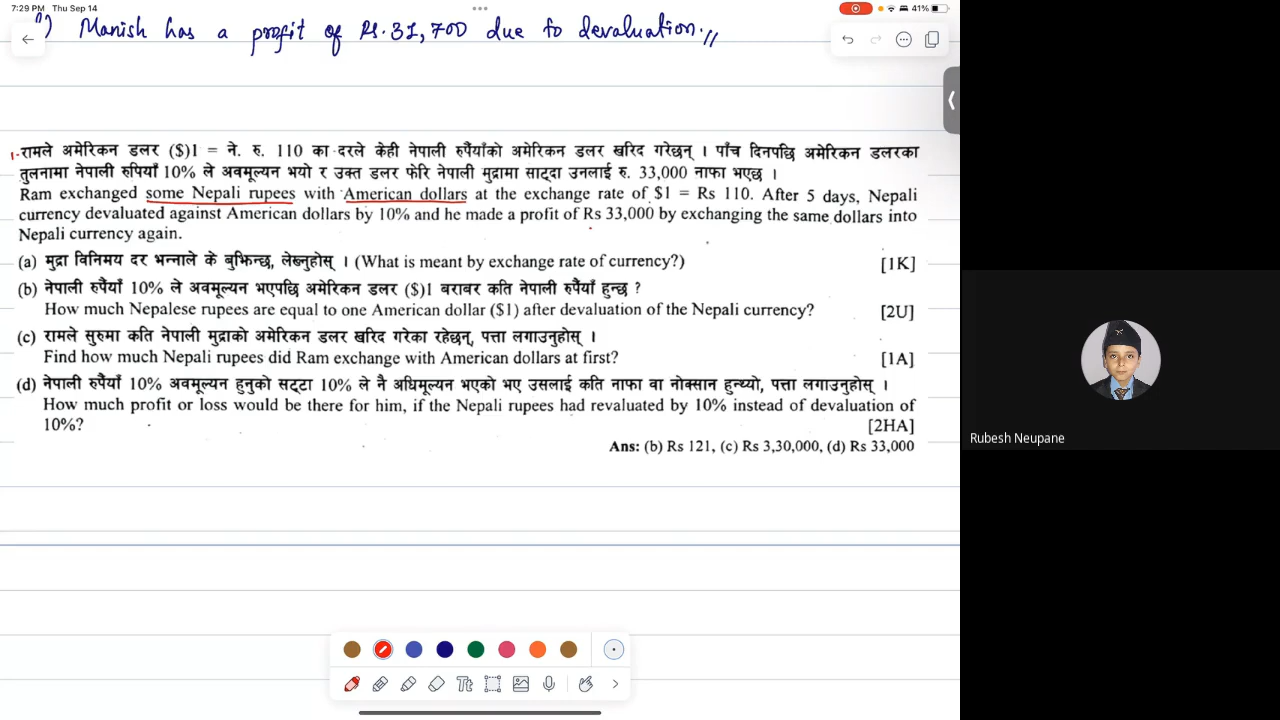 7:29 PM Thu Sep 14
41%
Manish has a profit of Rs. 31,700 due to devaluation.
1. रामले अमेरिकन डलर ($)1 = ने. रु. 110 का दरले केही नेपाली रुपैँयाँको अमेरिकन डलर खरिद गरेछन् । पाँच दिनपछि अमेरिकन डलरका
तुलनामा नेपाली रुपियाँ 10% ले अवमूल्यन भयो र उक्त डलर फेरि नेपाली मुद्रामा साट्दा उनलाई रु. 33,000 नाफा भएछ ।
Ram exchanged some Nepali rupees with American dollars at the exchange rate of $1 = Rs 110. After 5 days, Nepali
currency devaluated against American dollars by 10% and he made a profit of Rs 33,000 by exchanging the same dollars into
Nepali currency again.
(a) मुद्रा विनिमय दर भन्नाले के बुझिन्छ, लेख्नुहोस् । (What is meant by exchange rate of currency?) [1K]
(b) नेपाली रुपैँयाँ 10% ले अवमूल्यन भएपछि अमेरिकन डलर ($)1 बराबर कति नेपाली रुपैँयाँ हुन्छ ?
How much Nepalese rupees are equal to one American dollar ($1) after devaluation of the Nepali currency? [2U]
(c) रामले सुरुमा कति नेपाली मुद्राको अमेरिकन डलर खरिद गरेका रहेछन्, पत्ता लगाउनुहोस् ।
Find how much Nepali rupees did Ram exchange with American dollars at first? [1A]
(d) नेपाली रुपैँयाँ 10% अवमूल्यन हुनुको सट्टा 10% ले नै अधिमूल्यन भएको भए उसलाई कति नाफा वा नोक्सान हुन्थ्यो, पत्ता लगाउनुहोस् ।
How much profit or loss would be there for him, if the Nepali rupees had revaluated by 10% instead of devaluation of
10%? [2HA]
Ans: (b) Rs 121, (c) Rs 3,30,000, (d) Rs 33,000
Tt
Rubesh Neupane